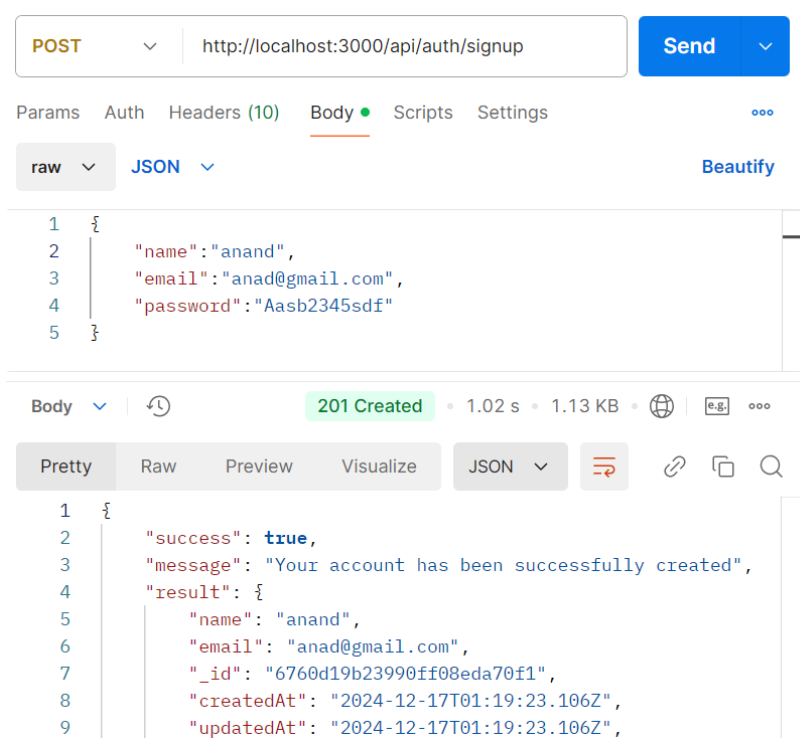 POST http://localhost:3000/api/auth/signup Send
Params Auth Headers (10) Body Scripts Settings
raw JSON Beautify
1 {
2 "name":"anand",
3 "email":"anad@gmail.com",
4 "password":"Aasb2345sdf"
5 }
Body 201 Created 1.02 s 1.13 KB e.g.
Pretty Raw Preview Visualize JSON
1 {
2 "success": true,
3 "message": "Your account has been successfully created",
4 "result": {
5 "name": "anand",
6 "email": "anad@gmail.com",
7 "_id": "6760d19b23990ff08eda70f1",
8 "createdAt": "2024-12-17T01:19:23.106Z",
9 "updatedAt": "2024-12-17T01:19:23.106Z",